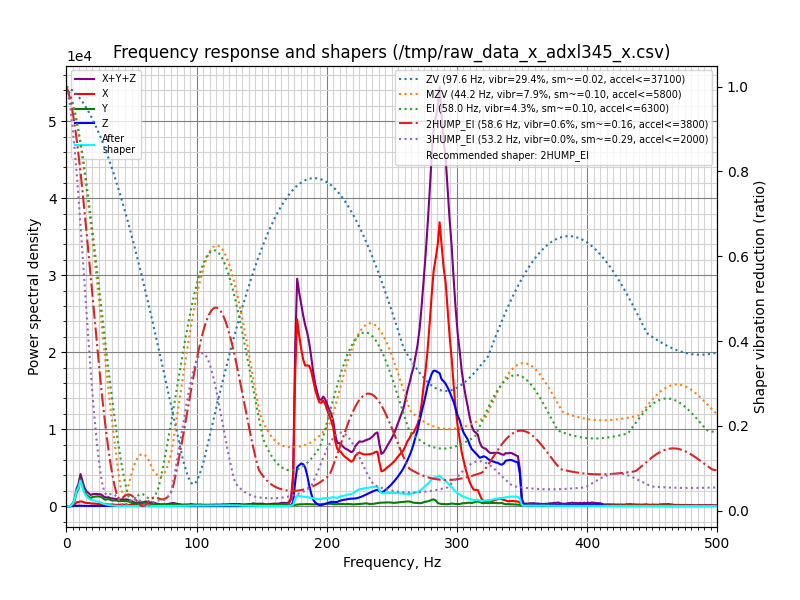 Frequency response and shapers (/tmp/raw_data_x_adxl345_x.csv)
1e4
X+Y+Z
X
Y
Z
After
shaper
ZV (97.6 Hz, vibr=29.4%, sm~=0.02, accel<=37100)
MZV (44.2 Hz, vibr=7.9%, sm~=0.10, accel<=5800)
EI (58.0 Hz, vibr=4.3%, sm~=0.10, accel<=6300)
2HUMP_EI (58.6 Hz, vibr=0.6%, sm~=0.16, accel<=3800)
3HUMP_EI (53.2 Hz, vibr=0.0%, sm~=0.29, accel<=2000)
Recommended shaper: 2HUMP_EI
Power spectral density
5
4
3
2
1
0
1.0
0.8
0.6
0.4
0.2
0.0
Shaper vibration reduction (ratio)
0 100 200 300 400 500
Frequency, Hz